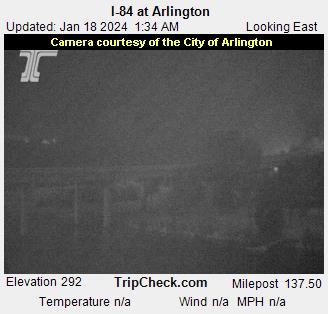 I-84 at Arlington
Updated: Jan 18 2024 1:34 AM Looking East
Camera courtesy of the City of Arlington
Elevation 292 TripCheck.com Milepost 137.50
Temperature n/a Wind n/a MPH n/a